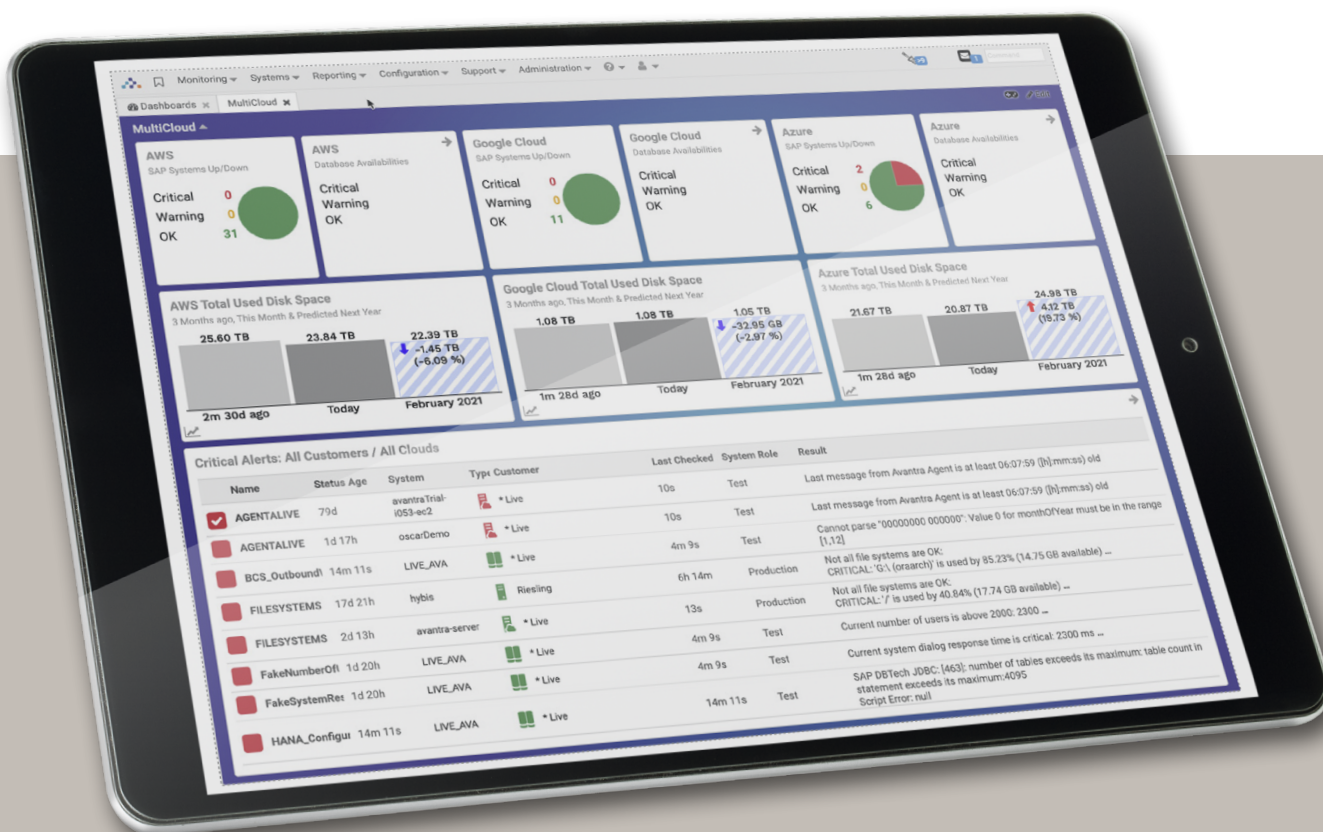 Monitoring Systems Reporting Configuration Support Administration
Dashboards MultiCloud Edit
MultiCloud
AWS
SAP Systems Up/Down
Critical 0
Warning 0
OK 31
AWS
Database Availabilities
Critical
Warning
OK
Google Cloud
SAP Systems Up/Down
Critical 0
Warning 0
OK 11
Google Cloud
Database Availabilities
Critical
Warning
OK
Azure
SAP Systems Up/Down
Critical 2
Warning 0
OK 6
Azure
Database Availabilities
Critical
Warning
OK
AWS Total Used Disk Space
3 Months ago, This Month & Predicted Next Year
25.60 TB 23.84 TB 22.39 TB
-1.45 TB
(-6.09 %)
2m 30d ago Today February 2021
Google Cloud Total Used Disk Space
3 Months ago, This Month & Predicted Next Year
1.08 TB 1.08 TB 1.05 TB
-32.95 GB
(-2.97 %)
1m 28d ago Today February 2021
Azure Total Used Disk Space
3 Months ago, This Month & Predicted Next Year
21.67 TB 20.87 TB 24.98 TB
4.12 TB
(19.73 %)
1m 28d ago Today February 2021
Critical Alerts: All Customers / All Clouds
Name Status Age System Type Customer Last Checked System Role Result
AGENTALIVE 79d avantraTrial-
i053-ec2 * Live 10s Test Last message from Avantra Agent is at least 06:07:59 ([h]:mm:ss) old
AGENTALIVE 1d 17h oscarDemo * Live 10s Test Last message from Avantra Agent is at least 06:07:59 ([h]:mm:ss) old
BCS_Outbound\ 14m 11s LIVE_AVA * Live 4m 9s Test Cannot parse "00000000 000000": Value 0 for monthOfYear must be in the range
[1,12]
FILESYSTEMS 17d 21h hybis Riesling 6h 14m Production Not all file systems are OK:
CRITICAL: 'G:\ (oraarch)' is used by 85.23% (14.75 GB available) ...
FILESYSTEMS 2d 13h avantra-server * Live 13s Production Not all file systems are OK:
CRITICAL: '/' is used by 40.84% (17.74 GB available) ...
FakeNumberOfl 1d 20h LIVE_AVA * Live 4m 9s Test Current number of users is above 2000: 2300 ...
FakeSystemRes 1d 20h LIVE_AVA * Live 4m 9s Test Current system dialog response time is critical: 2300 ms ...
HANA_Configur 14m 11s LIVE_AVA * Live 14m 11s Test SAP DBTech JDBC: [463]: number of tables exceeds its maximum: table count in
statement exceeds its maximum:4095
Script Error: null